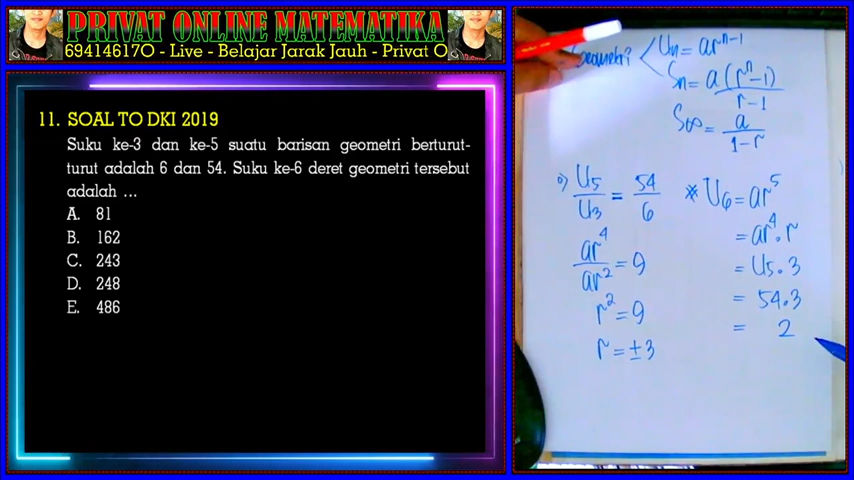 PRIVAT ONLINE MATEMATIKA
694146170 - Live - Belajar Jarak Jauh - Privat O
11. SOAL TO DKI 2019
Suku ke-3 dan ke-5 suatu barisan geometri berturut-
turut adalah 6 dan 54. Suku ke-6 deret geometri tersebut
adalah ...
A. 81
B. 162
C. 243
D. 248
E. 486
Geometri < Un = ar^n-1
Sn = a(r^n-1)/r-1
S∞ = a/1-r
•) U5/U3 = 54/6
ar^4/ar^2 = 9
r^2 = 9
r = ±3
* U6 = ar^5
= ar^4.r
= U5.3
= 54.3
= 2